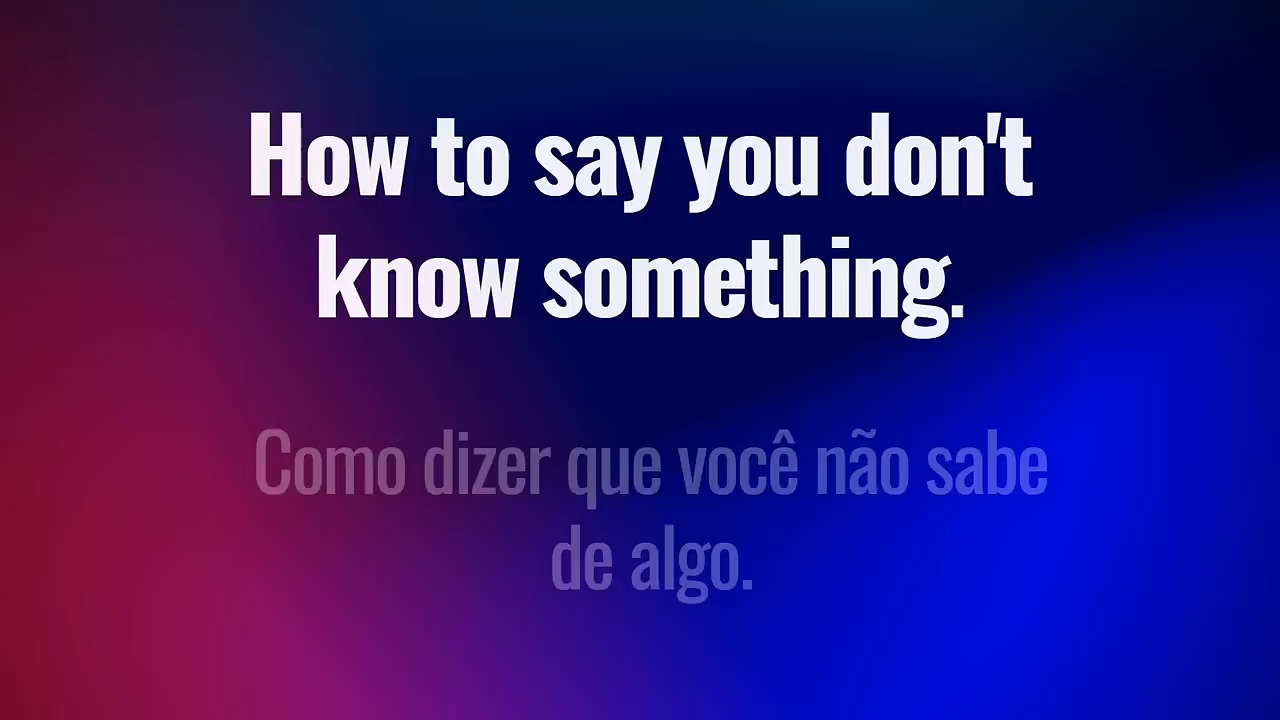 How to say you don't
know something.
Como dizer que você não sabe
de algo.